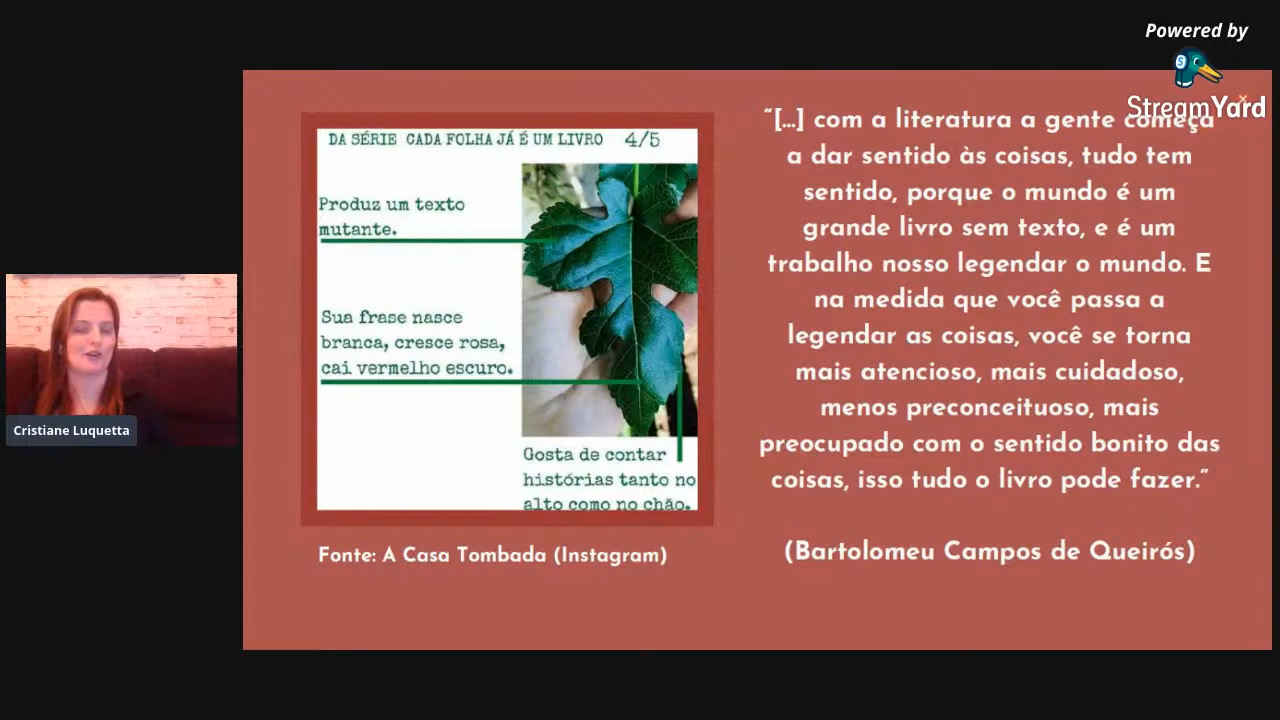 Powered by
StreamYard
DA SÉRIE CADA FOLHA JÁ É UM LIVRO 4/5
Produz um texto
mutante.
Sua frase nasce
branca, cresce rosa,
cai vermelho escuro.
Gosta de contar
histórias tanto no
alto como no chão.
Fonte: A Casa Tombada (Instagram)
“[...] com a literatura a gente começa
a dar sentido às coisas, tudo tem
sentido, porque o mundo é um
grande livro sem texto, e é um
trabalho nosso legendar o mundo. E
na medida que você passa a
legendar as coisas, você se torna
mais atencioso, mais cuidadoso,
menos preconceituoso, mais
preocupado com o sentido bonito das
coisas, isso tudo o livro pode fazer.”
(Bartolomeu Campos de Queirós)
Cristiane Luquetta